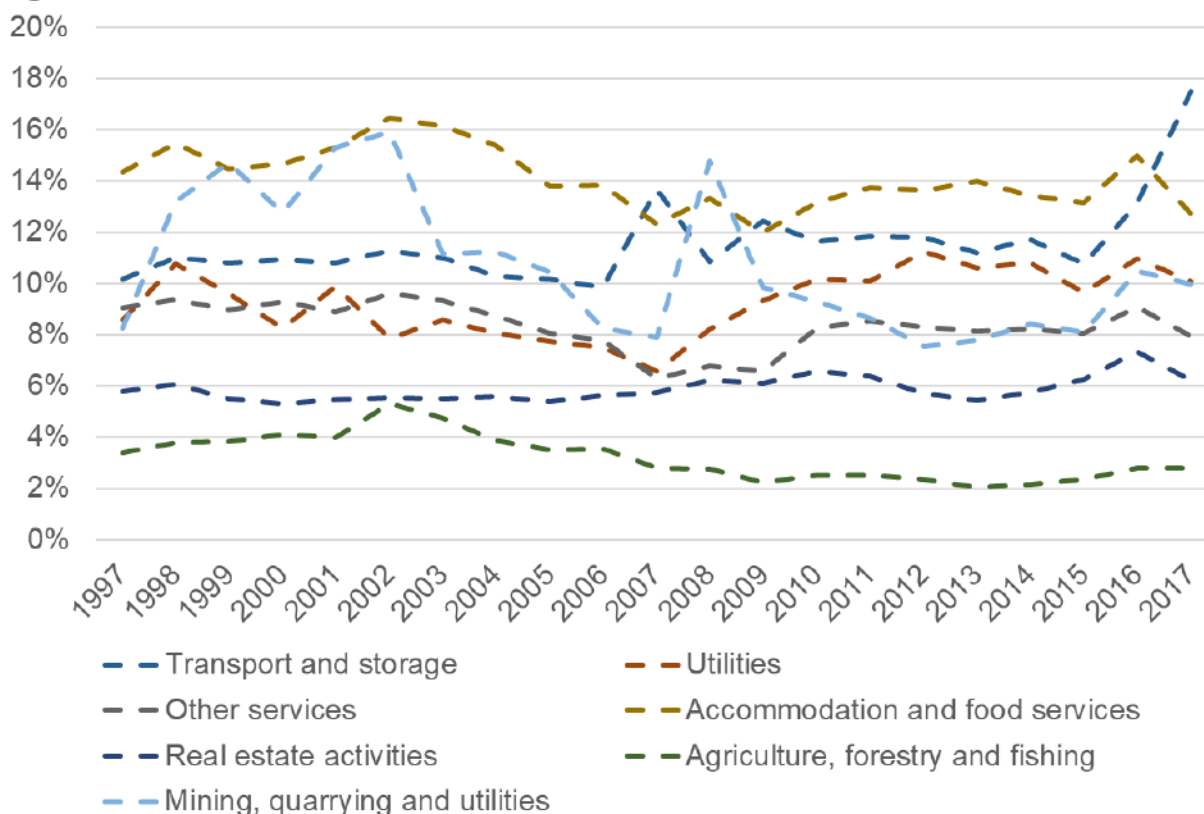 20%
18%
16%
14%
12%
10%
8%
6%
4%
2%
0%
1997 1998 1999 2000 2001 2002 2003 2004 2005 2006 2007 2008 2009 2010 2011 2012 2013 2014 2015 2016 2017
Transport and storage Utilities
Other services Accommodation and food services
Real estate activities Agriculture, forestry and fishing
Mining, quarrying and utilities